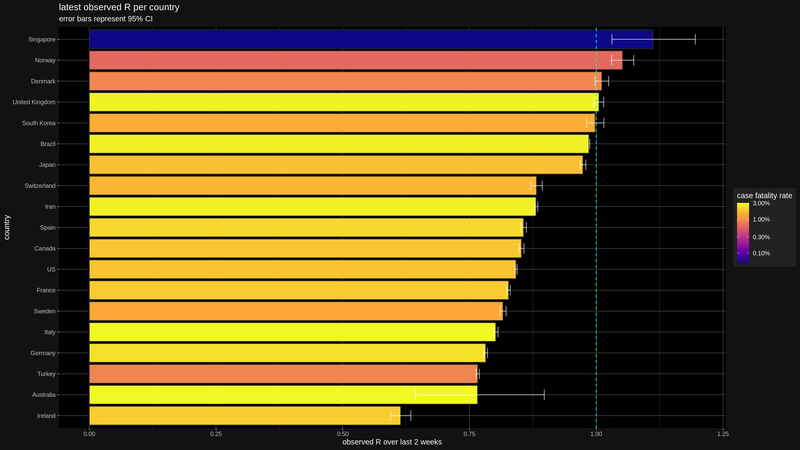 latest observed R per country
error bars represent 95% CI
Singapore
Norway
Denmark
United Kingdom
South Korea
Brazil
Japan
Switzerland
Iran
Spain
Canada
US
France
Sweden
Italy
Germany
Turkey
Australia
Ireland
country
0.00 0.25 0.50 0.75 1.00 1.25
observed R over last 2 weeks
case fatality rate
3.00%
1.00%
0.30%
0.10%